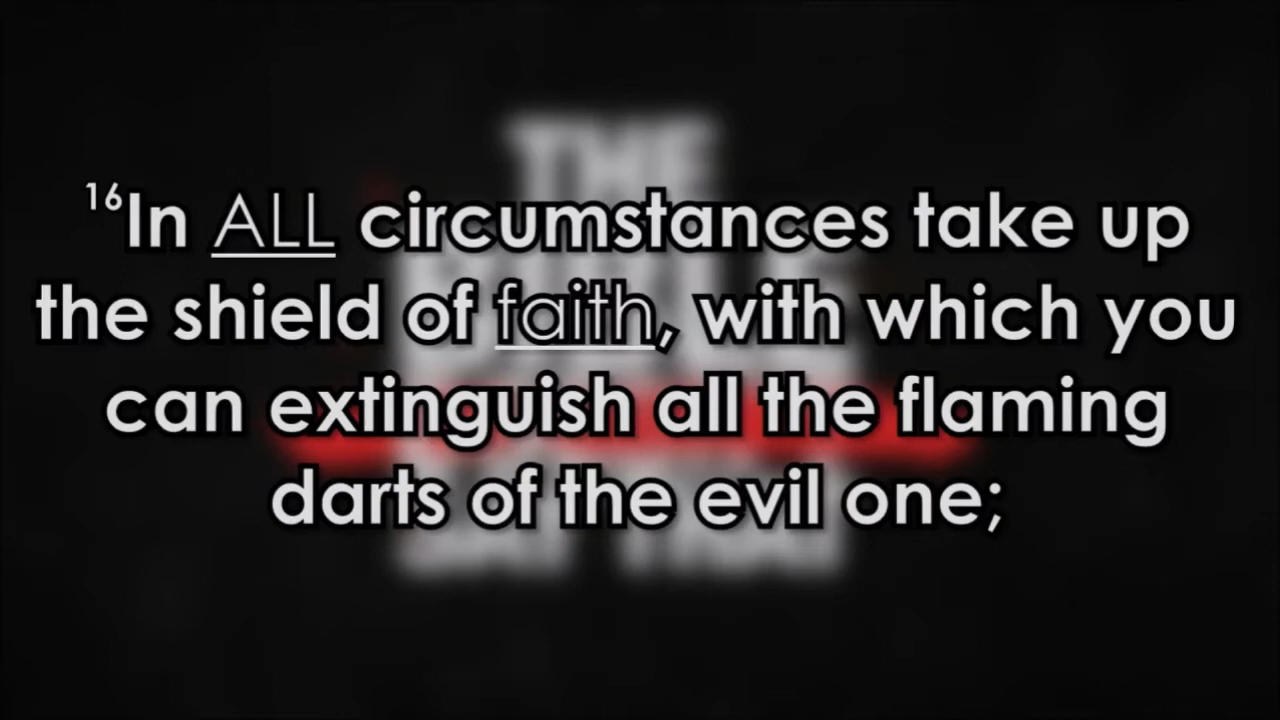 ¹⁶In ALL circumstances take up
the shield of faith, with which you
can extinguish all the flaming
darts of the evil one;